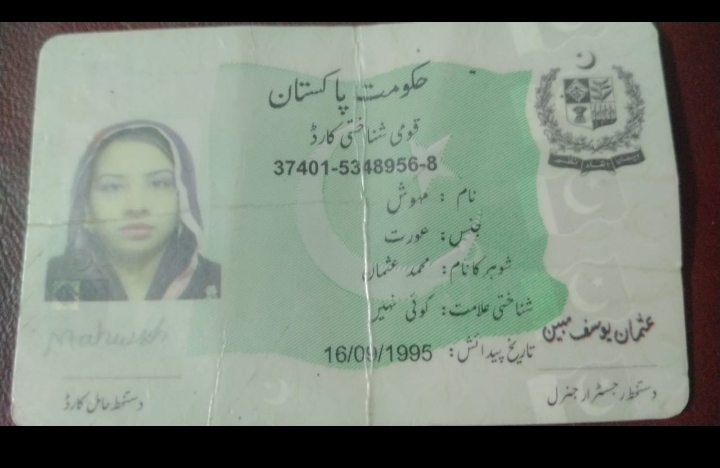 حکومت پاکستان
قومی شناختی کارڈ
37401-5348956-8
نام : مہوش
جنس: عورت
شوہر کا نام: محمد عثمان
شناختی علامت: کوئی نہیں
تاریخ پیدائش: 16/09/1995
عثمان یوسف مبین
Mahwish
دستخط حامل کارڈ
دستخط رجسٹرار جنرل